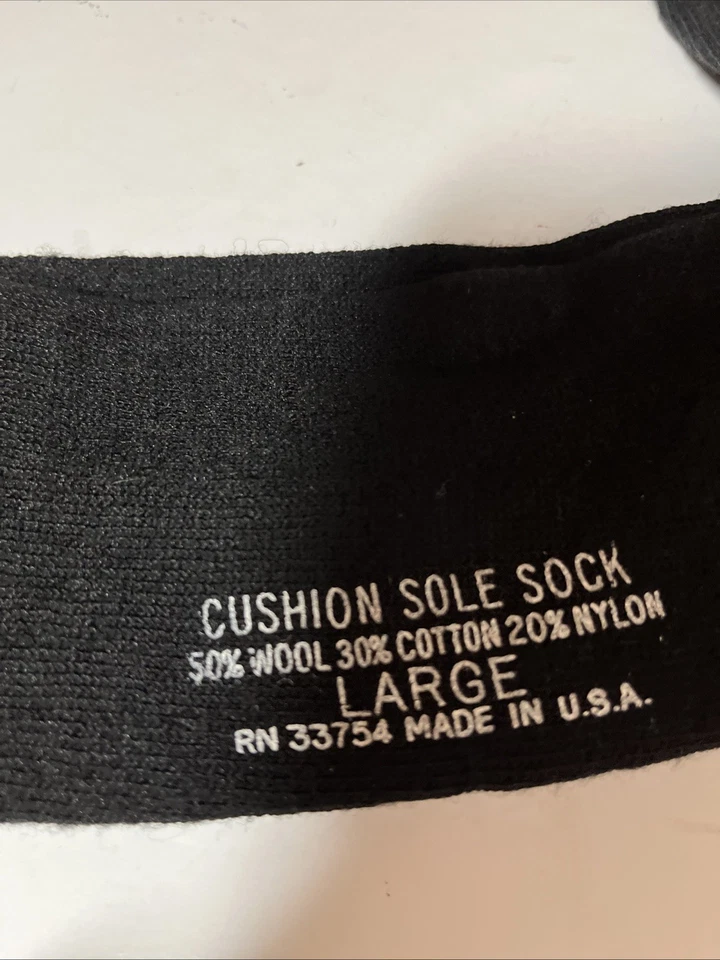 CUSHION SOLE SOCK
50% WOOL 30% COTTON 20% NYLON
LARGE
RN 33754 MADE IN U.S.A.